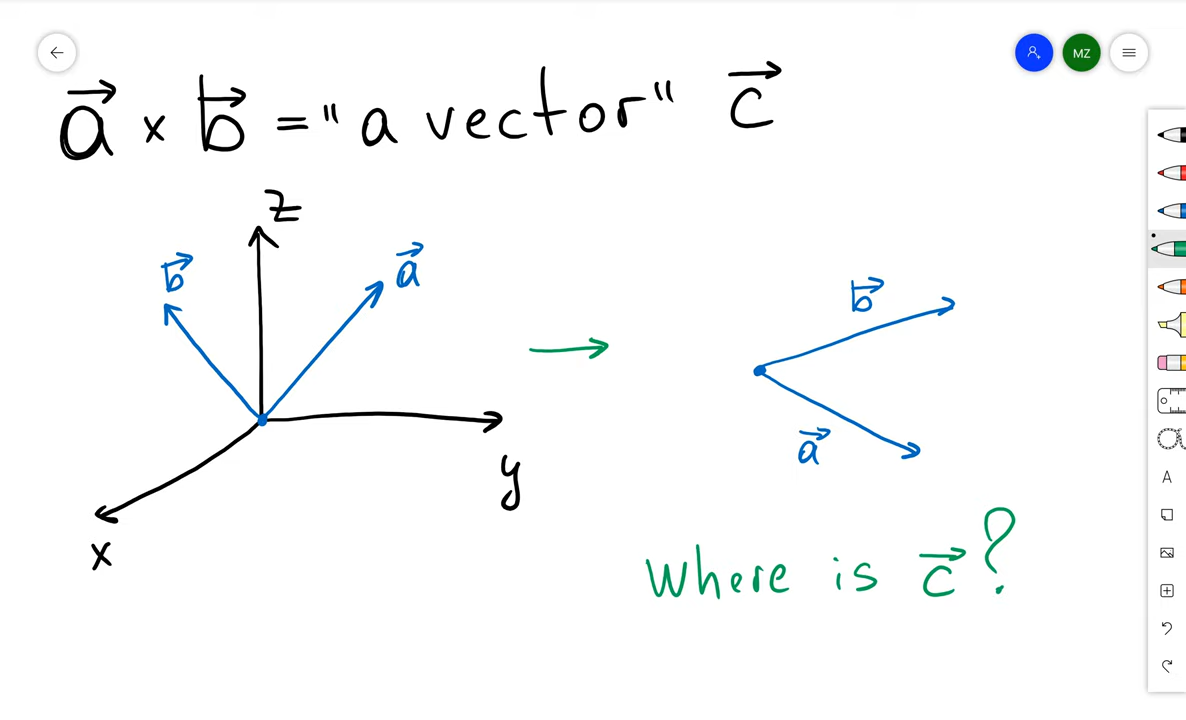 MZ
a⃗ × b⃗ = "a vector" c⃗
z
b⃗
a⃗
b⃗
a⃗
y
x
where is c⃗?
A